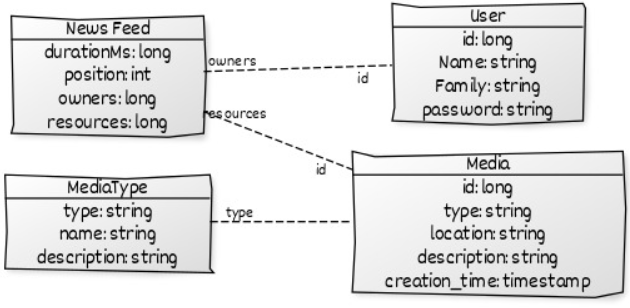 News Feed
durationMs: long
position: int
owners: long
resources: long
owners
id
User
id: long
Name: string
Family: string
password: string
resources
id
MediaType
type: string
name: string
description: string
type
Media
id: long
type: string
location: string
description: string
creation_time: timestamp